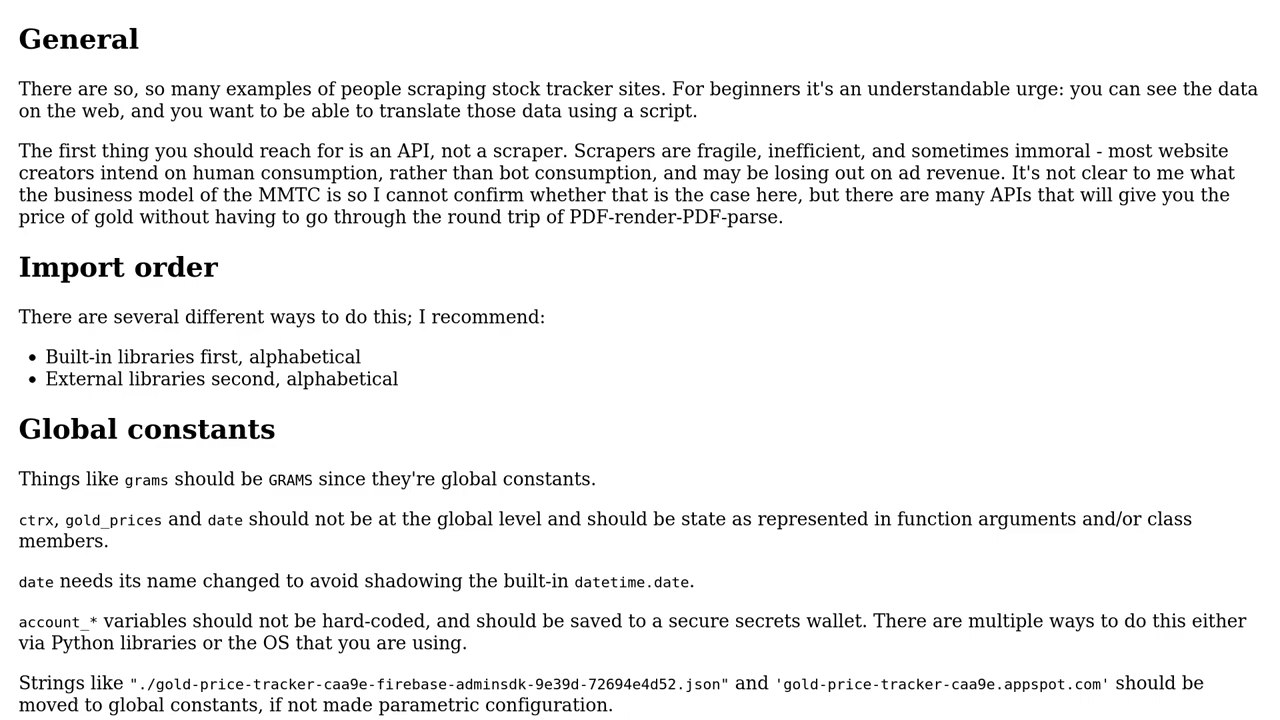 General
There are so, so many examples of people scraping stock tracker sites. For beginners it's an understandable urge: you can see the data
on the web, and you want to be able to translate those data using a script.
The first thing you should reach for is an API, not a scraper. Scrapers are fragile, inefficient, and sometimes immoral - most website
creators intend on human consumption, rather than bot consumption, and may be losing out on ad revenue. It's not clear to me what
the business model of the MMTC is so I cannot confirm whether that is the case here, but there are many APIs that will give you the
price of gold without having to go through the round trip of PDF-render-PDF-parse.
Import order
There are several different ways to do this; I recommend:
• Built-in libraries first, alphabetical
• External libraries second, alphabetical
Global constants
Things like grams should be GRAMS since they're global constants.
ctrx, gold_prices and date should not be at the global level and should be state as represented in function arguments and/or class
members.
date needs its name changed to avoid shadowing the built-in datetime.date.
account_* variables should not be hard-coded, and should be saved to a secure secrets wallet. There are multiple ways to do this either
via Python libraries or the OS that you are using.
Strings like "./gold-price-tracker-caa9e-firebase-adminsdk-9e39d-72694e4d52.json" and 'gold-price-tracker-caa9e.appspot.com' should be
moved to global constants, if not made parametric configuration.